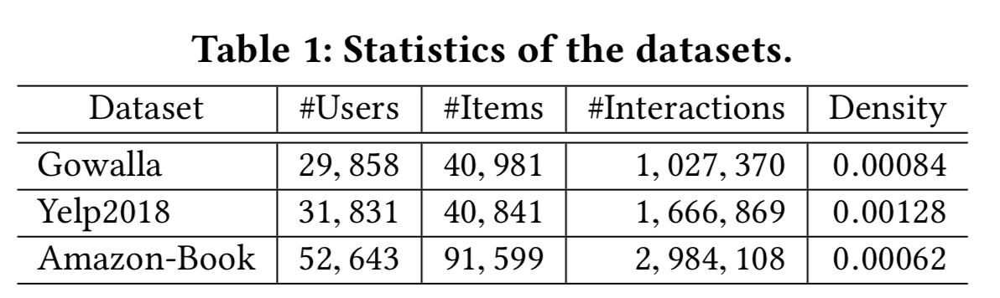 Table 1: Statistics of the datasets.
Dataset #Users #Items #Interactions Density
Gowalla 29, 858 40, 981 1, 027, 370 0.00084
Yelp2018 31, 831 40, 841 1, 666, 869 0.00128
Amazon-Book 52, 643 91, 599 2, 984, 108 0.00062